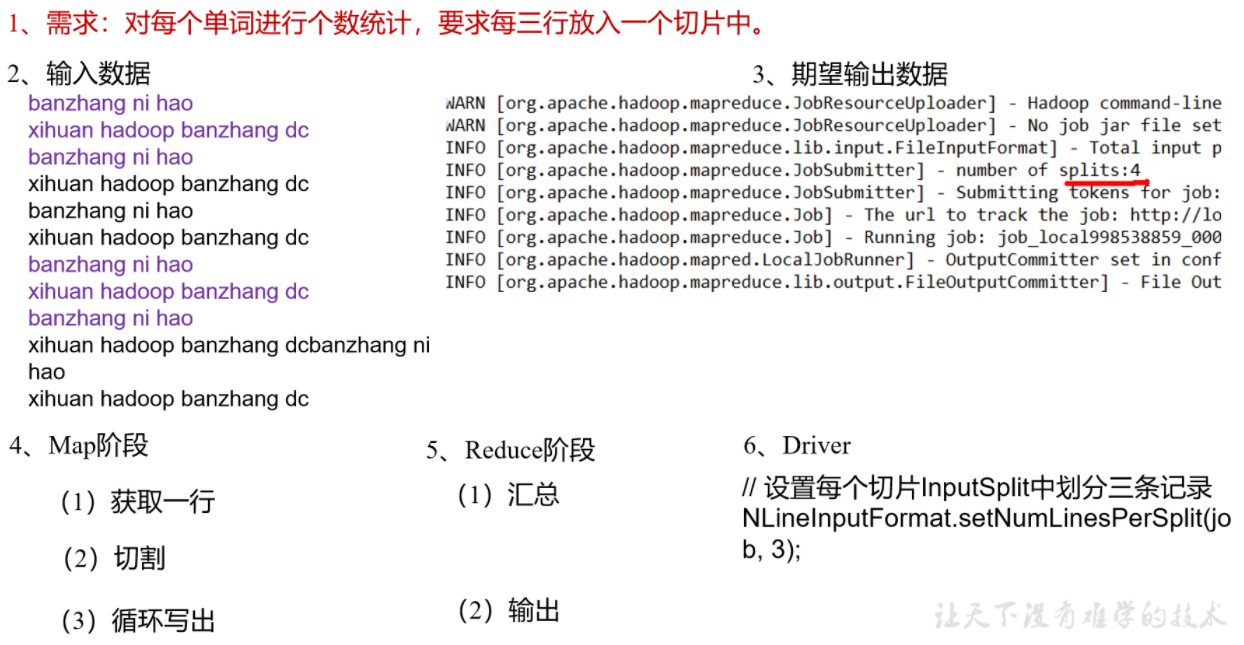 1、需求：对每个单词进行个数统计，要求每三行放入一个切片中。
2、输入数据
banzhang ni hao
xihuan hadoop banzhang dc
banzhang ni hao
xihuan hadoop banzhang dc
banzhang ni hao
xihuan hadoop banzhang dc
banzhang ni hao
xihuan hadoop banzhang dc
banzhang ni hao
xihuan hadoop banzhang dcbanzhang ni
hao
xihuan hadoop banzhang dc
3、期望输出数据
WARN [org.apache.hadoop.mapreduce.JobResourceUploader] - Hadoop command-line
WARN [org.apache.hadoop.mapreduce.JobResourceUploader] - No job jar file set
INFO [org.apache.hadoop.mapreduce.lib.input.FileInputFormat] - Total input p
INFO [org.apache.hadoop.mapreduce.JobSubmitter] - number of splits:4
INFO [org.apache.hadoop.mapreduce.JobSubmitter] - Submitting tokens for job:
INFO [org.apache.hadoop.mapreduce.Job] - The url to track the job: http://lo
INFO [org.apache.hadoop.mapreduce.Job] - Running job: job_local998538859_000
INFO [org.apache.hadoop.mapred.LocalJobRunner] - OutputCommitter set in conf
INFO [org.apache.hadoop.mapreduce.lib.output.FileOutputCommitter] - File Out
4、Map阶段
（1）获取一行
（2）切割
（3）循环写出
5、Reduce阶段
（1）汇总
（2）输出
6、Driver
// 设置每个切片InputSplit中划分三条记录
NLineInputFormat.setNumLinesPerSplit(jo
b, 3);
让天下没有难学的技术